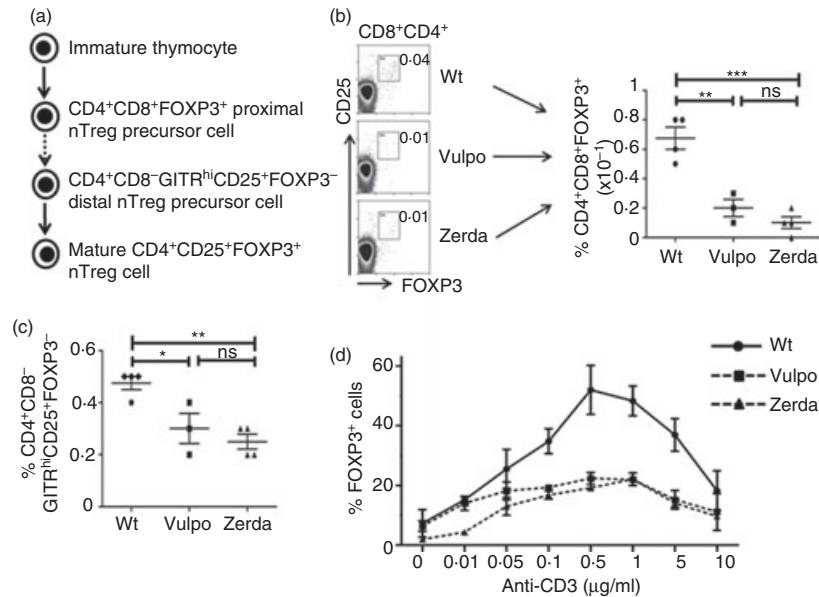 (a)
Immature thymocyte
CD4⁺CD8⁺FOXP3⁺ proximal
nTreg precursor cell
CD4⁺CD8⁻GITRʰⁱCD25⁺FOXP3⁻
distal nTreg precursor cell
Mature CD4⁺CD25⁺FOXP3⁺
nTreg cell
(b)
CD8⁺CD4⁺
0·04
0·01
0·01
CD25
FOXP3
Wt
Vulpo
Zerda
% CD4⁺CD8⁺FOXP3⁺
(x10⁻¹)
***
**
ns
1
0·8
0·6
0·4
0·2
0
Wt
Vulpo
Zerda
(c)
% CD4⁺CD8⁻
GITRʰⁱCD25⁺FOXP3⁻
**
*
ns
0·6
0·4
0·2
0
Wt
Vulpo
Zerda
(d)
Wt
Vulpo
Zerda
% FOXP3⁺ cells
60
40
20
0
0
0·01
0·05
0·1
0·5
1
5
10
Anti-CD3 (µg/ml)